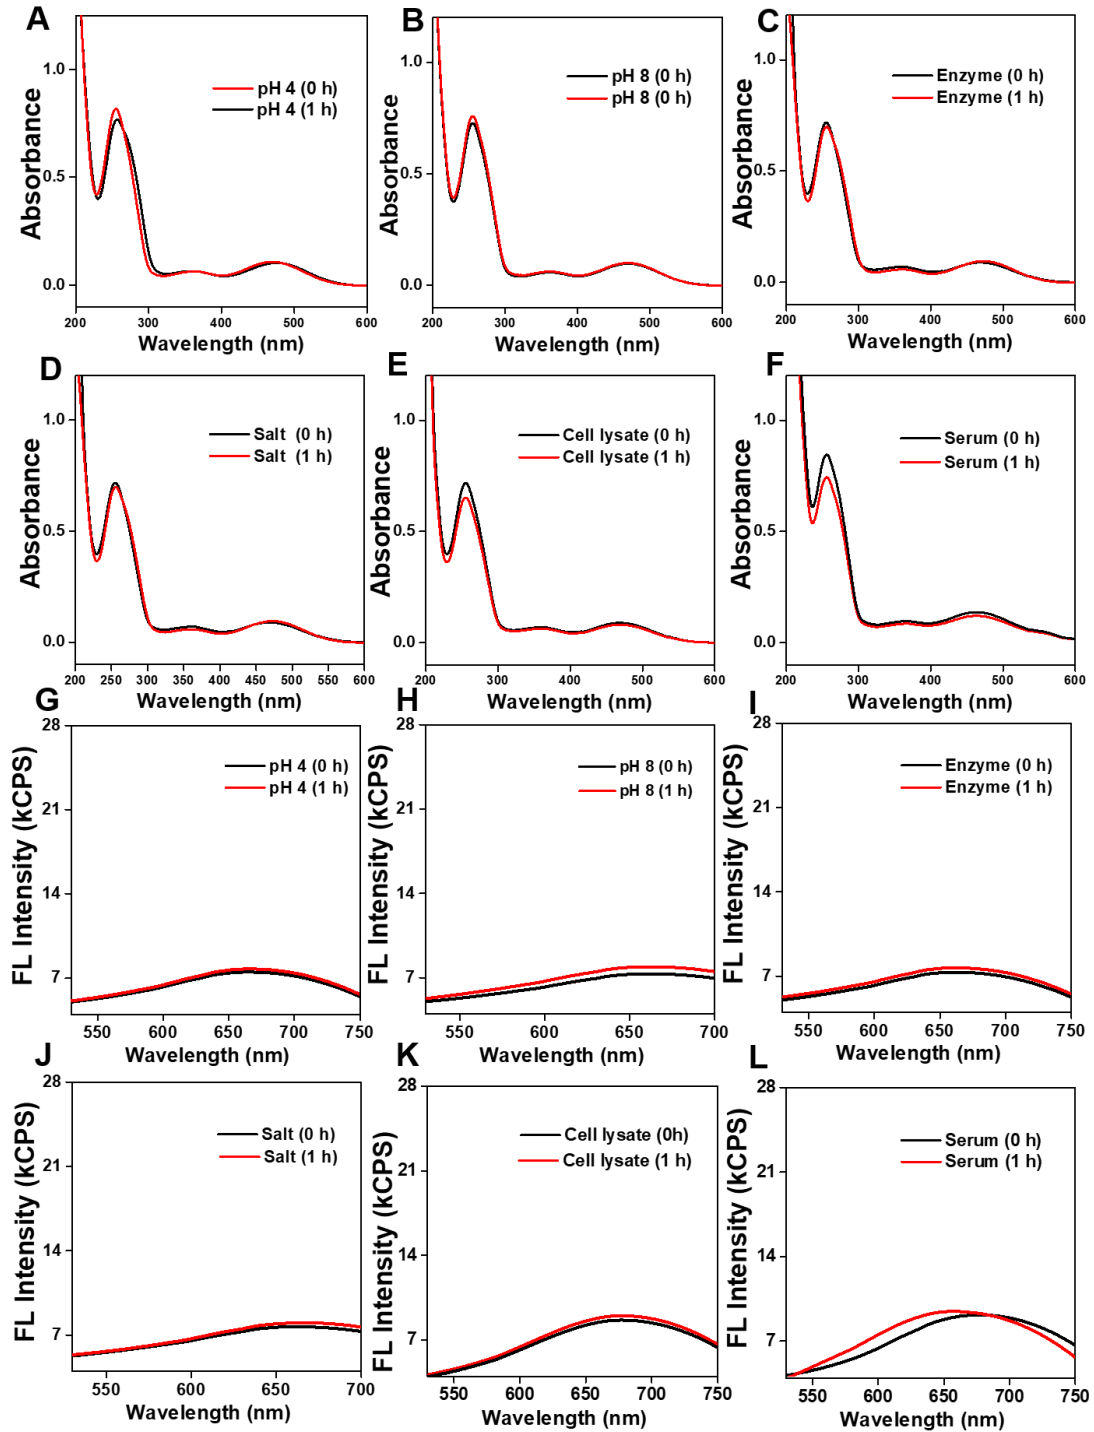 A
Absorbance
1.0
0.5
0.0
pH 4 (0 h)
pH 4 (1 h)
200 300 400 500 600
Wavelength (nm)
B
Absorbance
1.0
0.5
0.0
pH 8 (0 h)
pH 8 (0 h)
200 300 400 500 600
Wavelength (nm)
C
Absorbance
1.0
0.5
0.0
Enzyme (0 h)
Enzyme (1 h)
200 300 400 500 600
Wavelength (nm)
D
Absorbance
1.0
0.5
0.0
Salt (0 h)
Salt (1 h)
200 250 300 350 400 450 500 550 600
Wavelength (nm)
E
Absorbance
1.0
0.5
0.0
Cell lysate (0 h)
Cell lysate (1 h)
200 300 400 500 600
Wavelength (nm)
F
Absorbance
1.0
0.5
0.0
Serum (0 h)
Serum (1 h)
200 300 400 500 600
Wavelength (nm)
G
FL Intensity (kCPS)
28
21
14
7
pH 4 (0 h)
pH 4 (1 h)
550 600 650 700 750
Wavelength (nm)
H
FL Intensity (kCPS)
28
21
14
7
pH 8 (0 h)
pH 8 (1 h)
550 600 650 700
Wavelength (nm)
I
FL Intensity (kCPS)
28
21
14
7
Enzyme (0 h)
Enzyme (1 h)
550 600 650 700 750
Wavelength (nm)
J
FL Intensity (kCPS)
28
21
14
7
Salt (0 h)
Salt (1 h)
550 600 650 700
Wavelength (nm)
K
FL Intensity (kCPS)
28
21
14
7
Cell lysate (0h)
Cell lysate (1 h)
550 600 650 700 750
Wavelength (nm)
L
FL Intensity (kCPS)
28
21
14
7
Serum (0 h)
Serum (1 h)
550 600 650 700 750
Wavelength (nm)